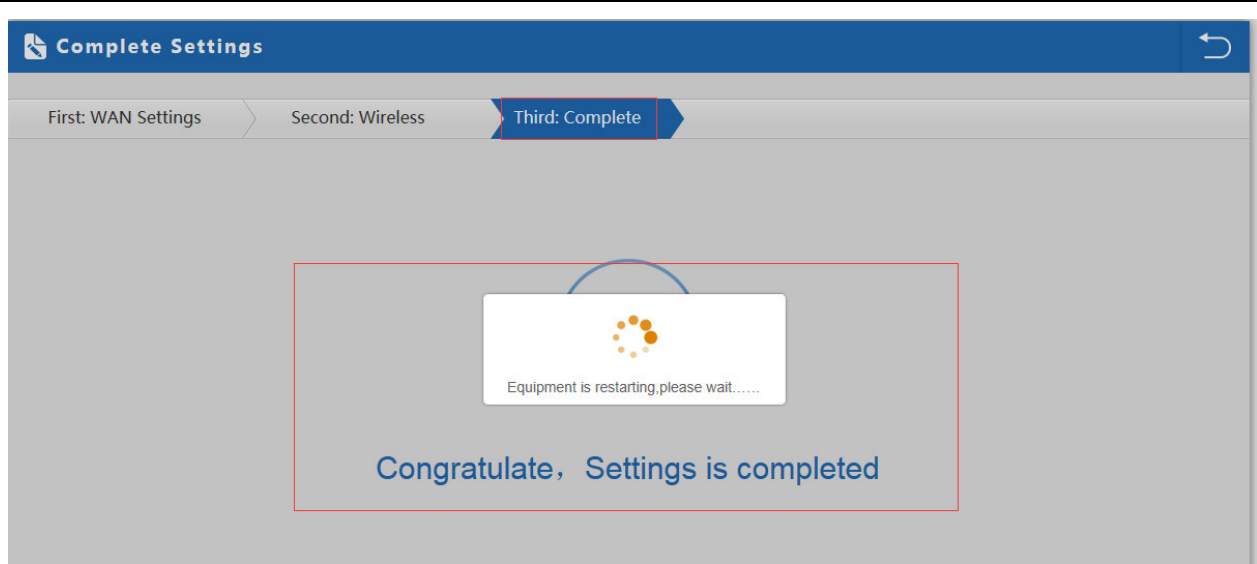 Complete Settings
First: WAN Settings Second: Wireless Third: Complete
Equipment is restarting,please wait......
Congratulate，Settings is completed